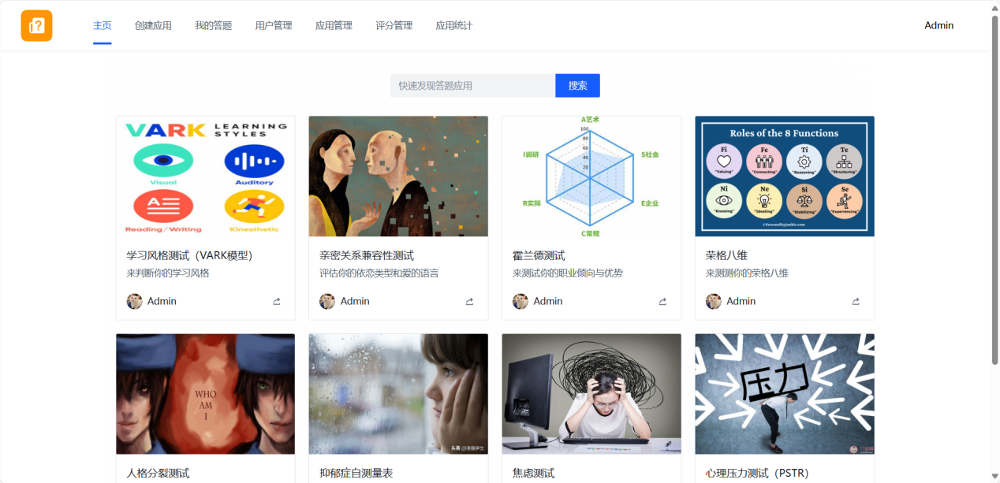 主页 创建应用 我的答题 用户管理 应用管理 评分管理 应用统计 Admin
快速发现答题应用 搜索
VARK LEARNING STYLES
Visual Auditory
Reading/Writing Kinesthetic
学习风格测试（VARK模型）
来判断你的学习风格
Admin
亲密关系兼容性测试
评估你的依恋类型和爱的语言
Admin
A艺术
100
80
60
40
20
I调研 S社会
R实际 E企业
C常规
霍兰德测试
来测试你的职业倾向与优势
Admin
Roles of the 8 Functions
Fi Fe Ti Te
"Valuing" "Connecting" "Reasoning" "Structuring"
Ni Ne Si Se
"Knowing" "Ideating" "Stabilizing" "Experiencing"
©PersonalityJunkie.com
荣格八维
来测测你的荣格八维
Admin
WHO
AM
I
人格分裂测试
头条 @清雅伊生
抑郁症自测量表
焦虑测试
压力
心理压力测试（PSTR）